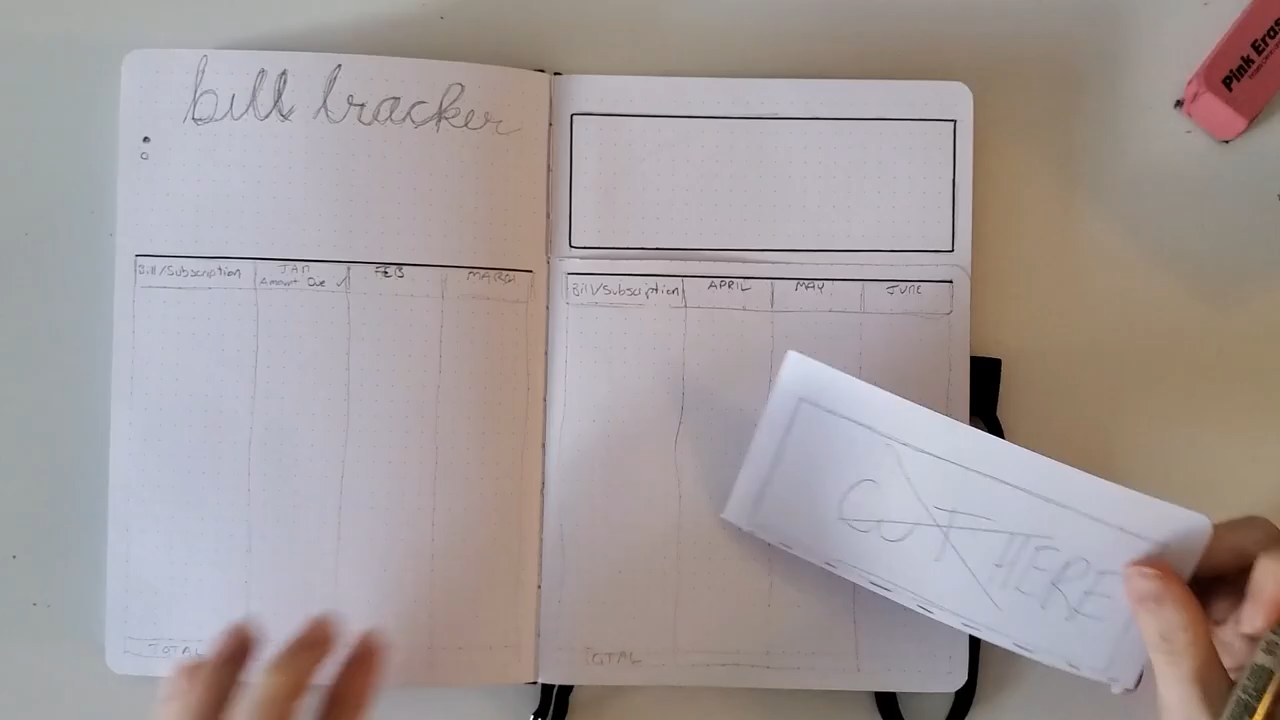 bill tracker
Bill/Subscription JAN FEB MARCH
Amount Due ✓
Bill/Subscription APRIL MAY JUNE
TOTAL
TOTAL
CUT HERE
Pink Eras